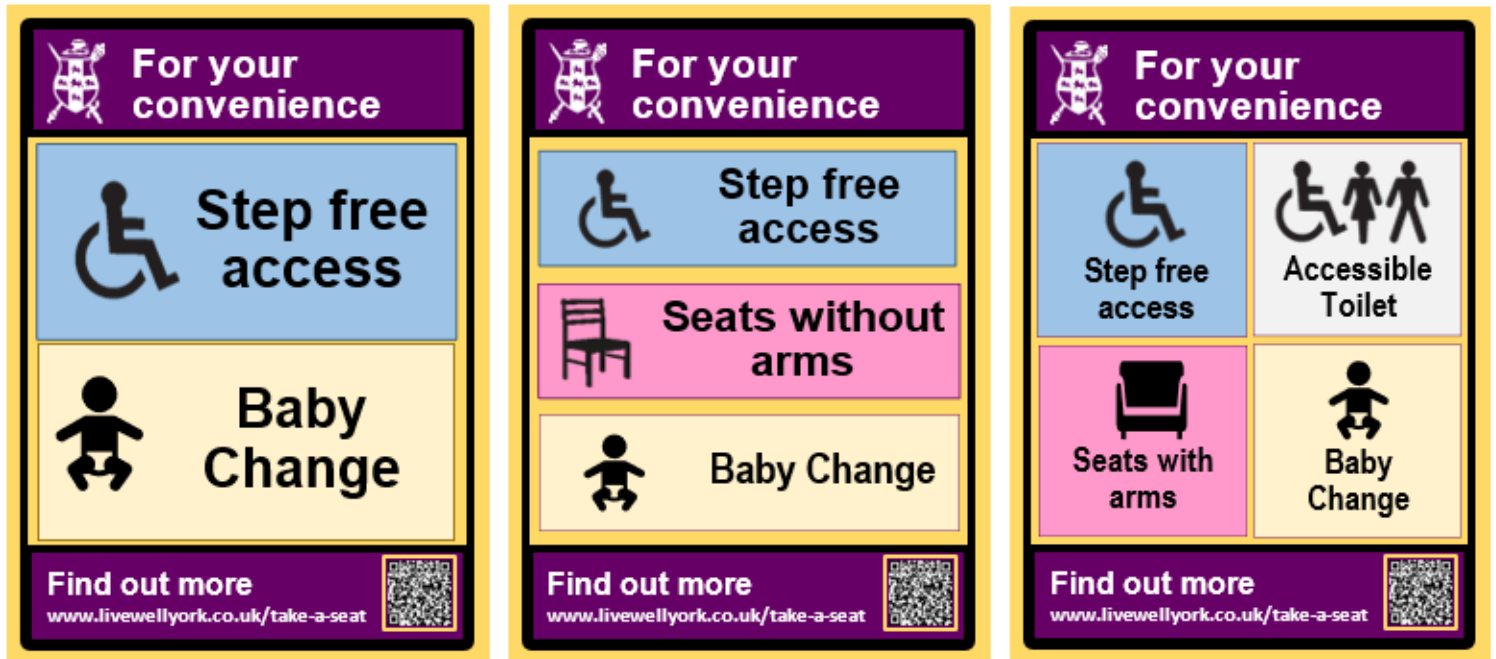 For your
convenience
Step free
access
Baby
Change
Find out more
www.livewellyork.co.uk/take-a-seat
For your
convenience
Step free
access
Seats without
arms
Baby Change
Find out more
www.livewellyork.co.uk/take-a-seat
For your
convenience
Step free
access
Accessible
Toilet
Seats with
arms
Baby
Change
Find out more
www.livewellyork.co.uk/take-a-seat